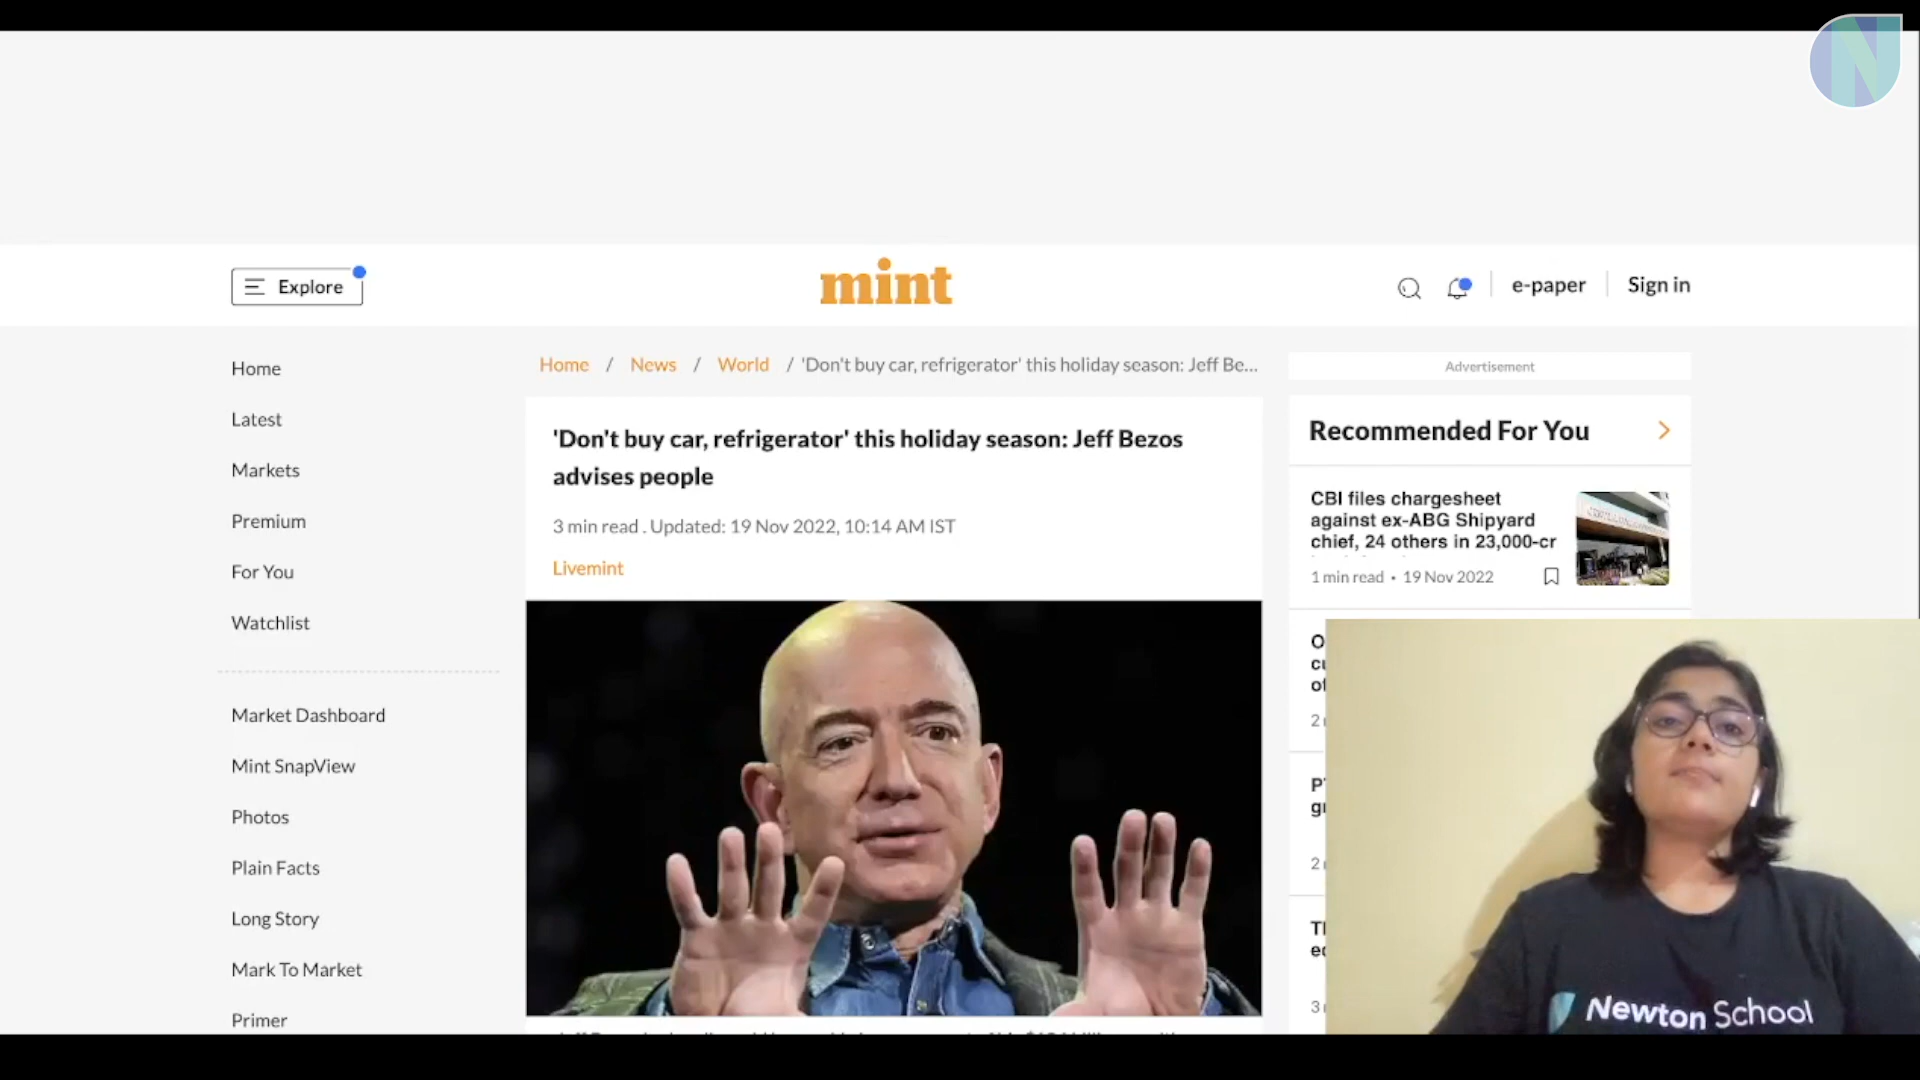 N
Explore
mint
e-paper
Sign in
Home
Latest
Markets
Premium
For You
Watchlist
Market Dashboard
Mint SnapView
Photos
Plain Facts
Long Story
Mark To Market
Primer
Home / News / World / 'Don't buy car, refrigerator' this holiday season: Jeff Be...
'Don't buy car, refrigerator' this holiday season: Jeff Bezos
advises people
3 min read . Updated: 19 Nov 2022, 10:14 AM IST
Livemint
Advertisement
Recommended For You
CBI files chargesheet
against ex-ABG Shipyard
chief, 24 others in 23,000-cr
1 min read • 19 Nov 2022
Newton School